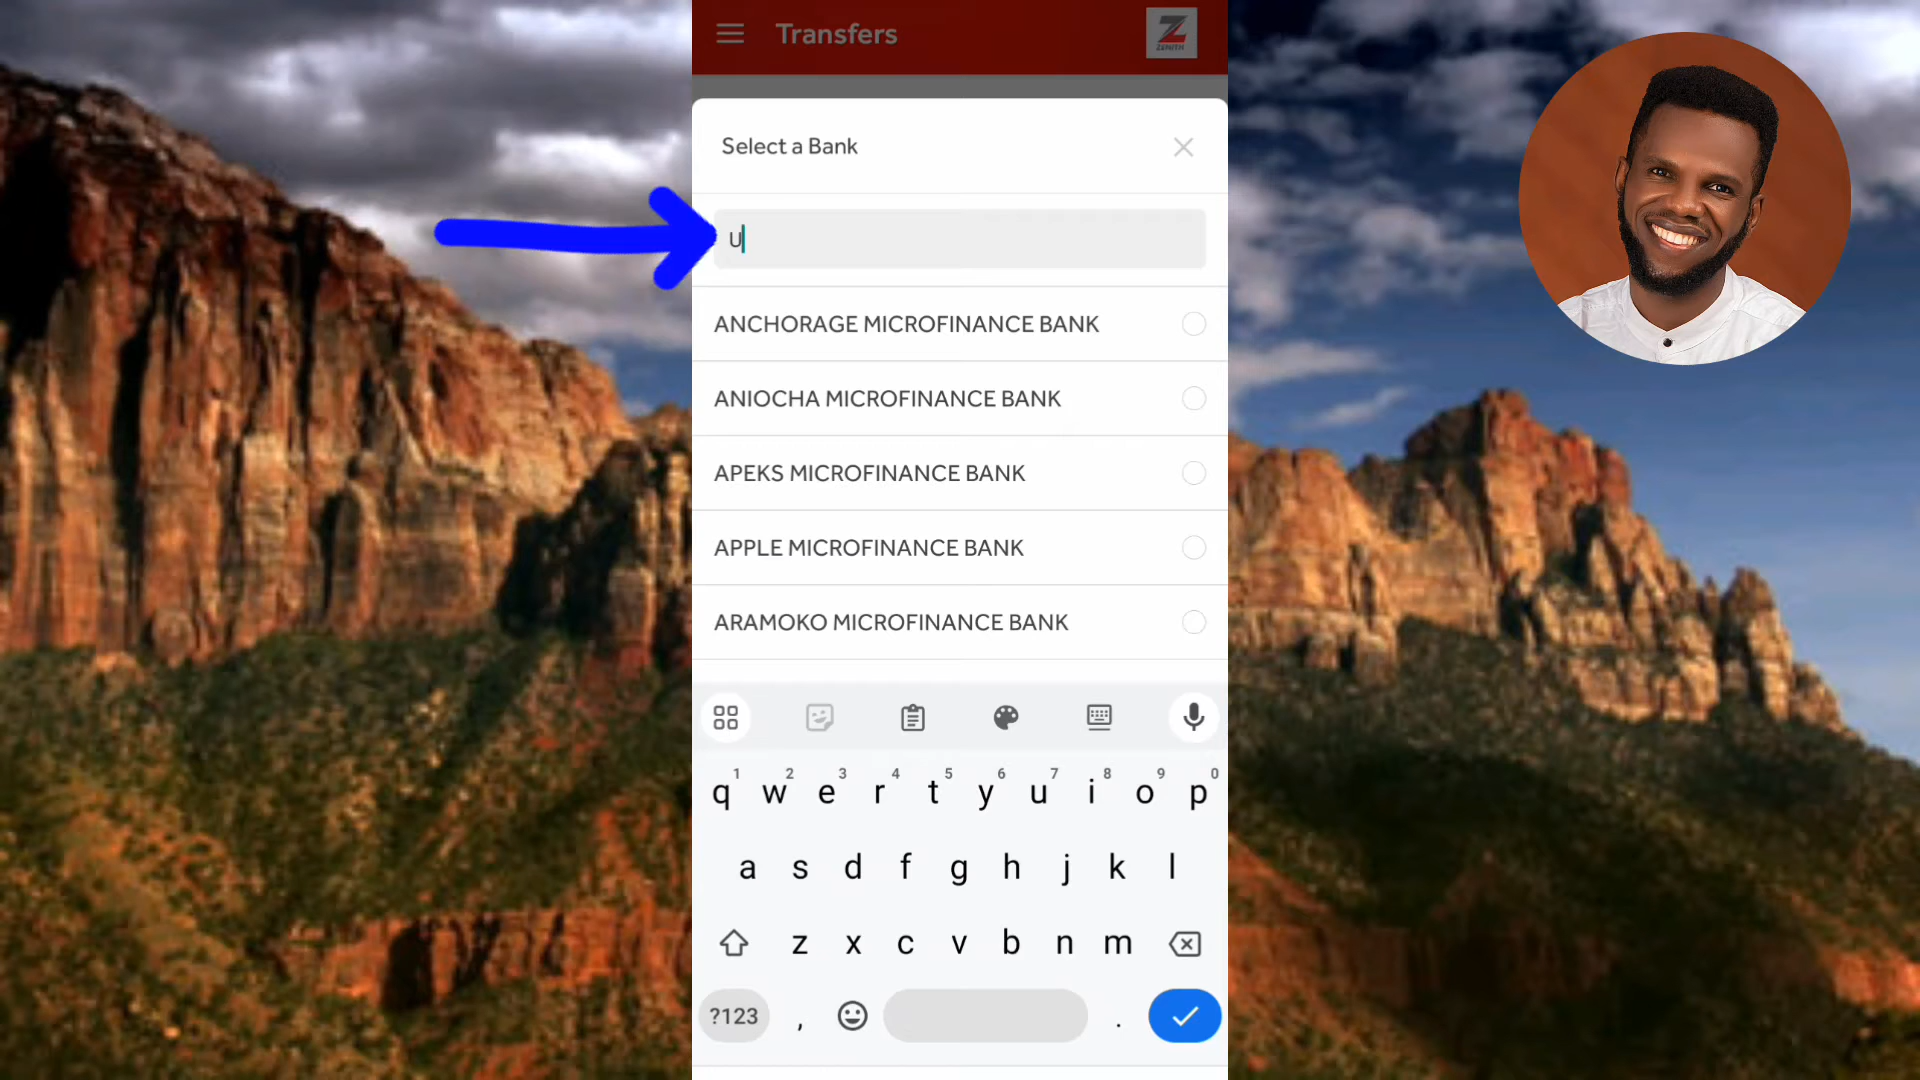 Transfers
ZENITH
Select a Bank
U
ANCHORAGE MICROFINANCE BANK
ANIOCHA MICROFINANCE BANK
APEKS MICROFINANCE BANK
APPLE MICROFINANCE BANK
ARAMOKO MICROFINANCE BANK
1 2 3 4 5 6 7 8 9 0
q w e r t y u i o p
a s d f g h j k l
z x c v b n m
?123 , .